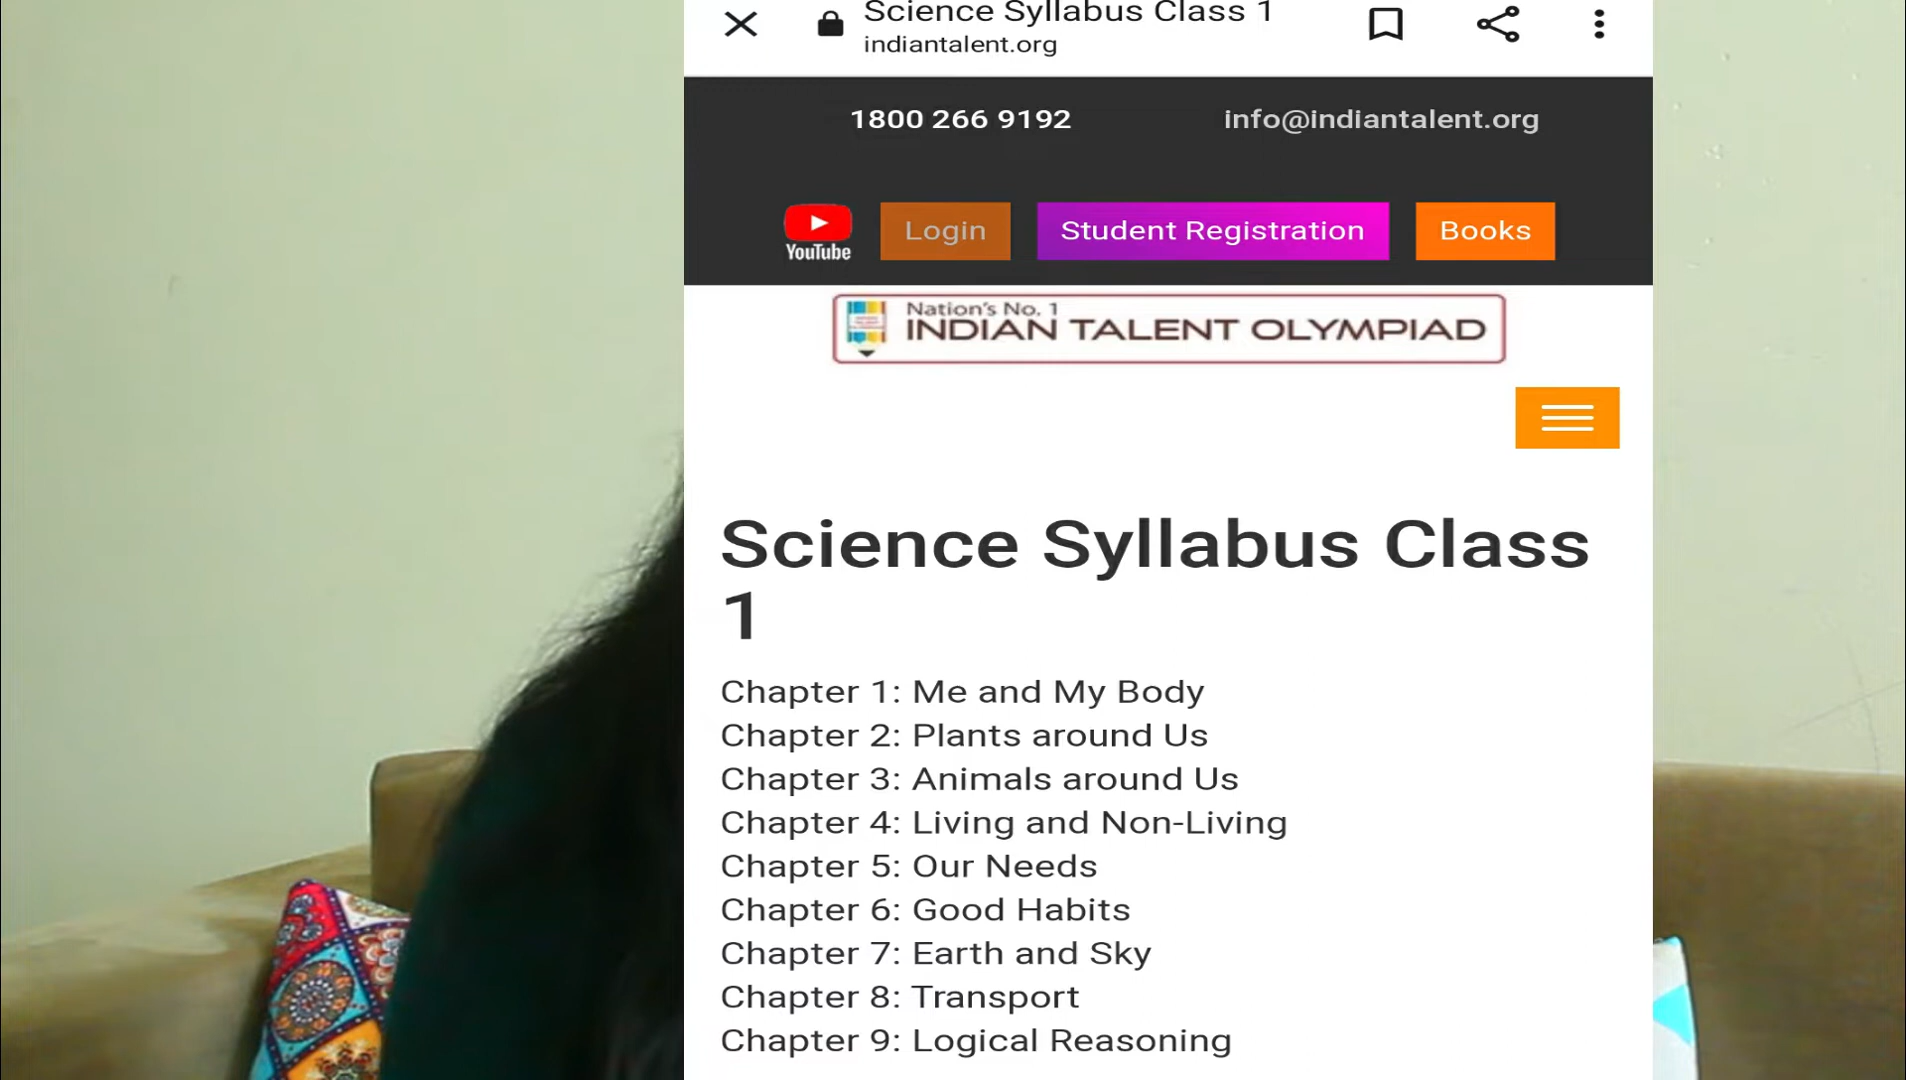 Science Syllabus Class 1
indiantalent.org
1800 266 9192
info@indiantalent.org
YouTube
Login
Student Registration
Books
Nation's No. 1
INDIAN TALENT OLYMPIAD
Science Syllabus Class
1
Chapter 1: Me and My Body
Chapter 2: Plants around Us
Chapter 3: Animals around Us
Chapter 4: Living and Non-Living
Chapter 5: Our Needs
Chapter 6: Good Habits
Chapter 7: Earth and Sky
Chapter 8: Transport
Chapter 9: Logical Reasoning